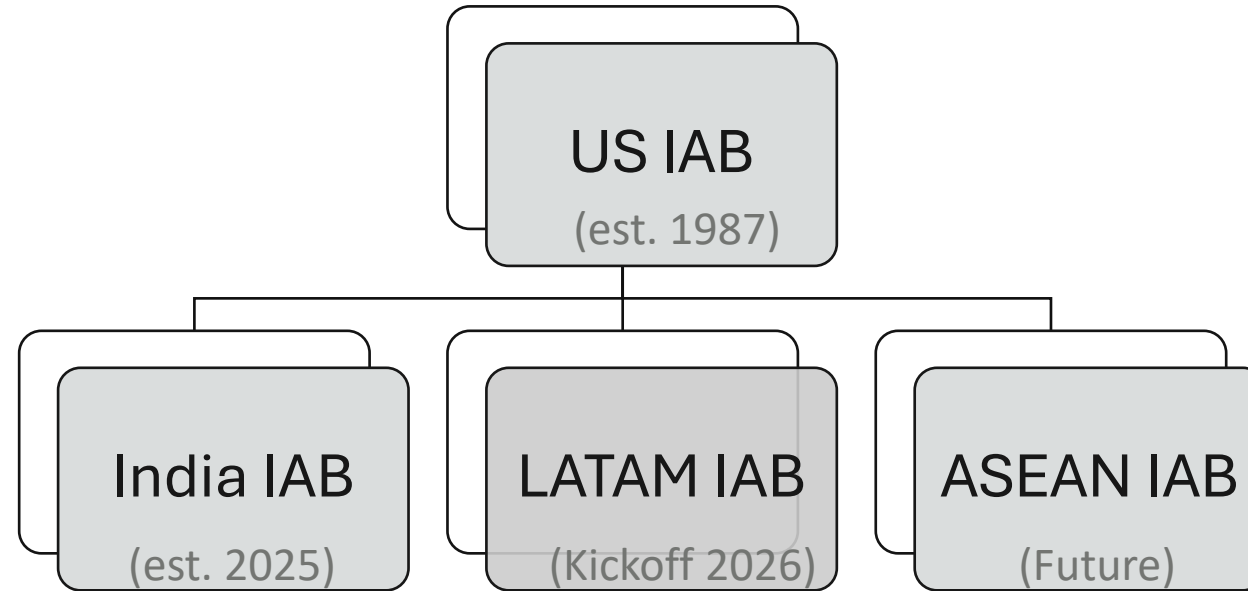 US IAB
(est. 1987)
India IAB
(est. 2025)
LATAM IAB
(Kickoff 2026)
ASEAN IAB
(Future)